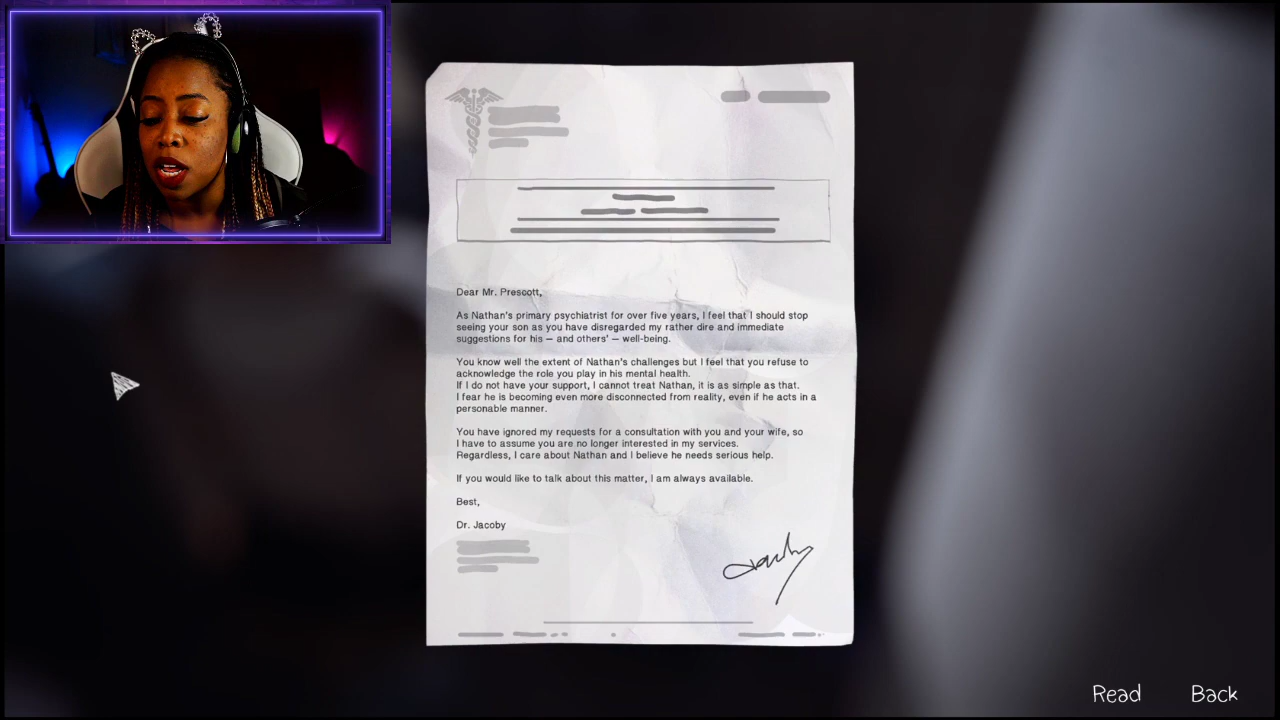 Dear Mr. Prescott,
As Nathan's primary psychiatrist for over five years, I feel that I should stop
seeing your son as you have disregarded my rather dire and immediate
suggestions for his — and others' — well-being.
You know well the extent of Nathan's challenges but I feel that you refuse to
acknowledge the role you play in his mental health.
If I do not have your support, I cannot treat Nathan, it is as simple as that.
I fear he is becoming even more disconnected from reality, even if he acts in a
personable manner.
You have ignored my requests for a consultation with you and your wife, so
I have to assume you are no longer interested in my services.
Regardless, I care about Nathan and I believe he needs serious help.
If you would like to talk about this matter, I am always available.
Best,
Dr. Jacoby
Read Back